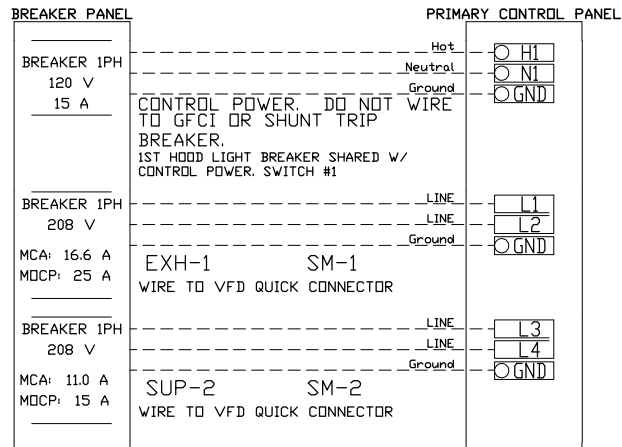 BREAKER PANEL
PRIMARY CONTROL PANEL
BREAKER 1PH
120 V
15 A
Hot
H1
Neutral
N1
Ground
GND
CONTROL POWER. DO NOT WIRE
TO GFCI OR SHUNT TRIP
BREAKER.
1ST HOOD LIGHT BREAKER SHARED W/
CONTROL POWER. SWITCH #1
BREAKER 1PH
208 V
MCA: 16.6 A
MOCP: 25 A
LINE
L1
LINE
L2
Ground
GND
EXH-1 SM-1
WIRE TO VFD QUICK CONNECTOR
BREAKER 1PH
208 V
MCA: 11.0 A
MOCP: 15 A
LINE
L3
LINE
L4
Ground
GND
SUP-2 SM-2
WIRE TO VFD QUICK CONNECTOR